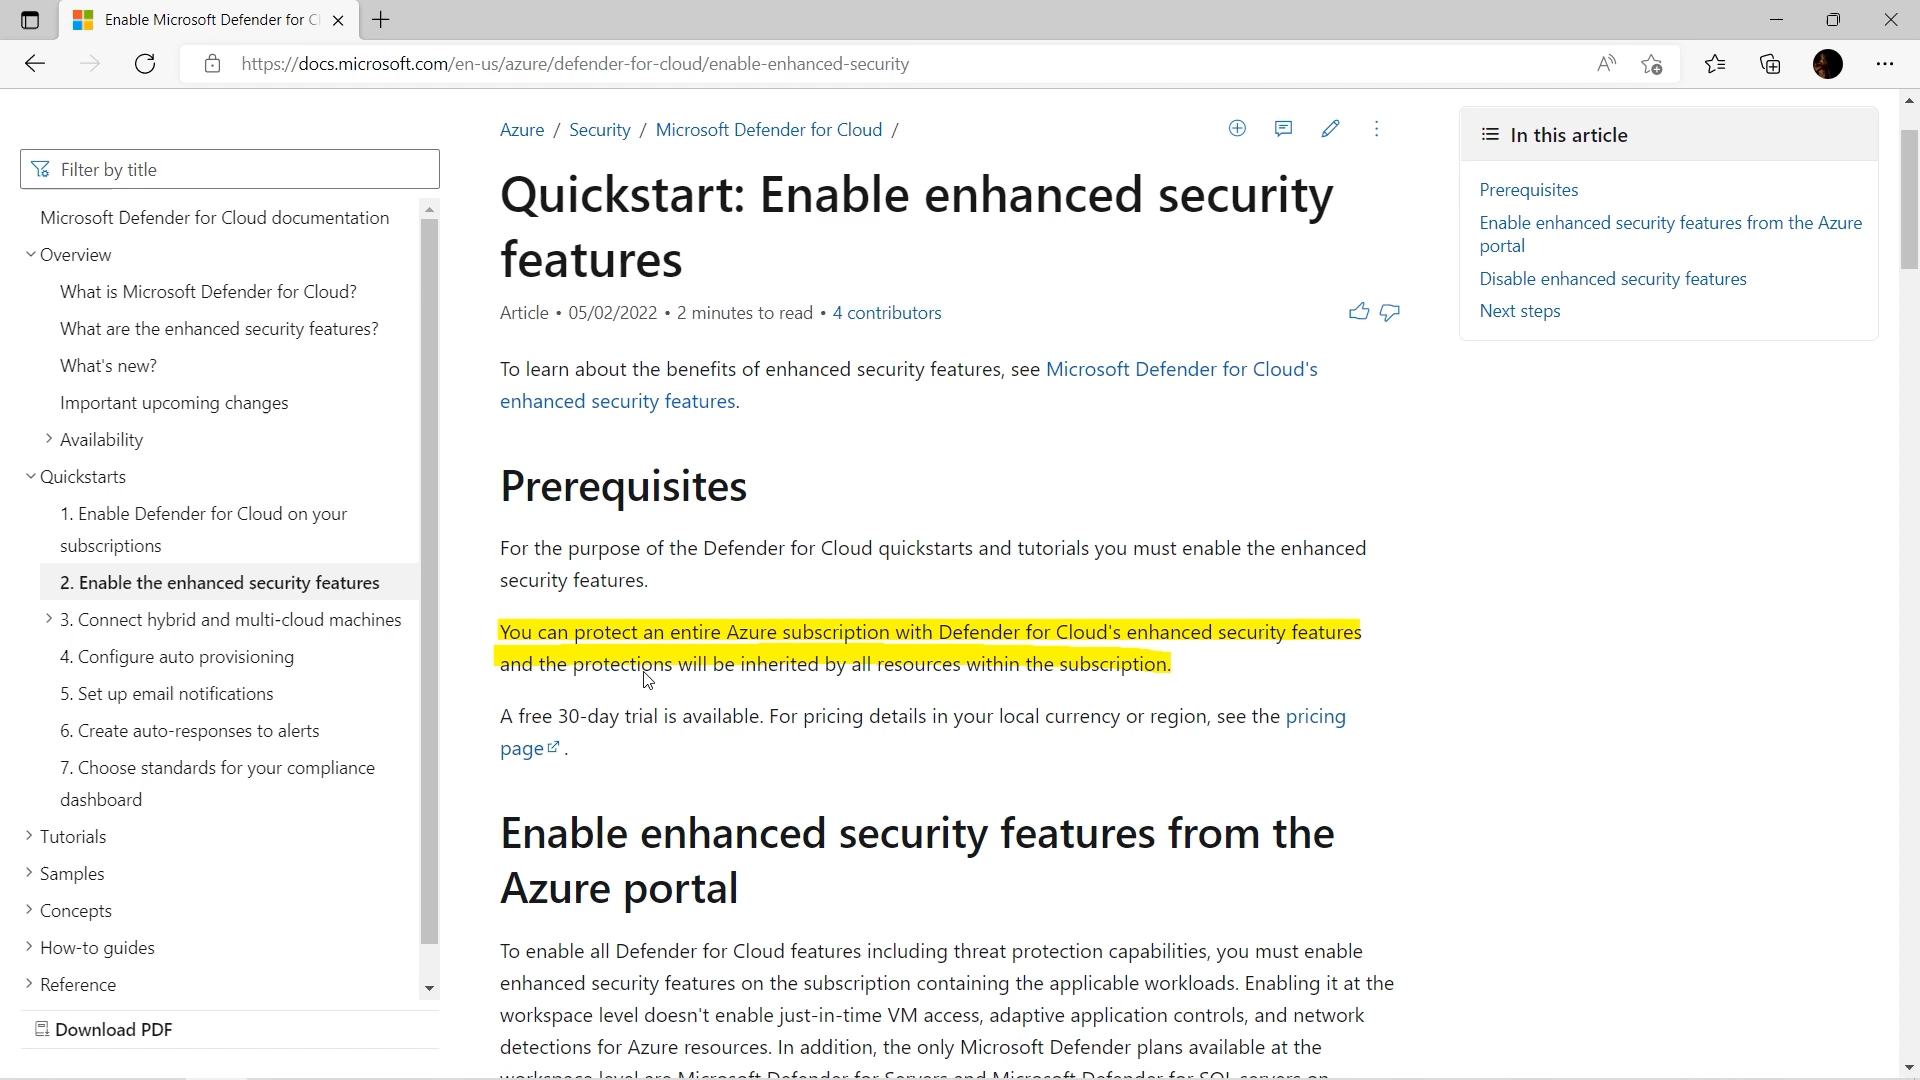 Enable Microsoft Defender for Cl
https://docs.microsoft.com/en-us/azure/defender-for-cloud/enable-enhanced-security
Filter by title
Microsoft Defender for Cloud documentation
Overview
What is Microsoft Defender for Cloud?
What are the enhanced security features?
What's new?
Important upcoming changes
Availability
Quickstarts
1. Enable Defender for Cloud on your
subscriptions
2. Enable the enhanced security features
3. Connect hybrid and multi-cloud machines
4. Configure auto provisioning
5. Set up email notifications
6. Create auto-responses to alerts
7. Choose standards for your compliance
dashboard
Tutorials
Samples
Concepts
How-to guides
Reference
Download PDF
Azure / Security / Microsoft Defender for Cloud /
Quickstart: Enable enhanced security
features
Article • 05/02/2022 • 2 minutes to read • 4 contributors
To learn about the benefits of enhanced security features, see Microsoft Defender for Cloud's
enhanced security features.
Prerequisites
For the purpose of the Defender for Cloud quickstarts and tutorials you must enable the enhanced
security features.
You can protect an entire Azure subscription with Defender for Cloud's enhanced security features
and the protections will be inherited by all resources within the subscription.
A free 30-day trial is available. For pricing details in your local currency or region, see the pricing
page.
Enable enhanced security features from the
Azure portal
To enable all Defender for Cloud features including threat protection capabilities, you must enable
enhanced security features on the subscription containing the applicable workloads. Enabling it at the
workspace level doesn't enable just-in-time VM access, adaptive application controls, and network
detections for Azure resources. In addition, the only Microsoft Defender plans available at the
workspace level are Microsoft Defender for Servers and Microsoft Defender for SQL servers on
In this article
Prerequisites
Enable enhanced security features from the Azure
portal
Disable enhanced security features
Next steps